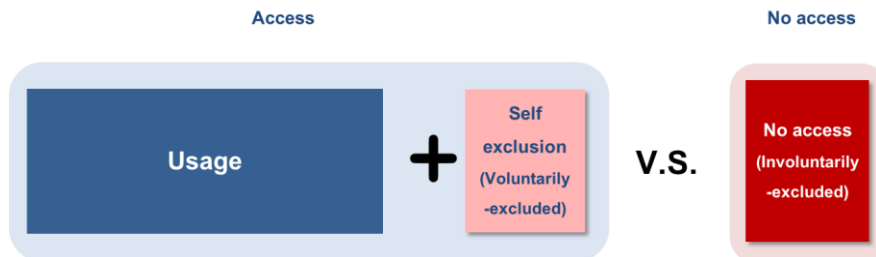 Access
No access
Usage
+
Self
exclusion
(Voluntarily
-excluded)
V.S.
No access
(Involuntarily
-excluded)